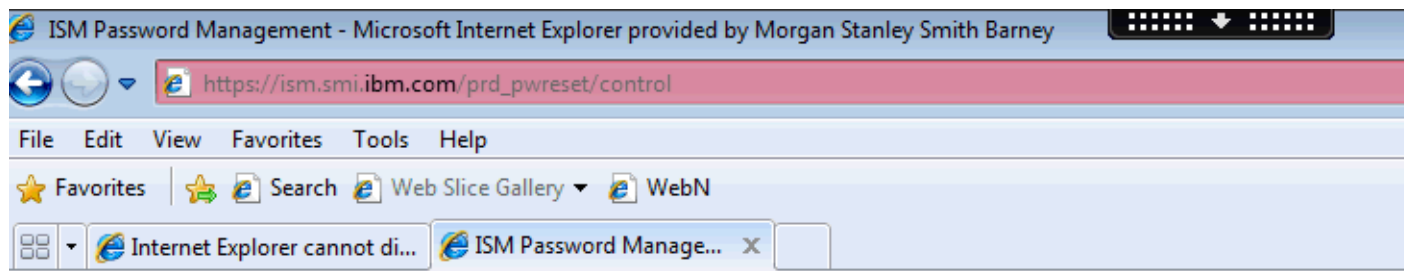 ISM Password Management - Microsoft Internet Explorer provided by Morgan Stanley Smith Barney
https://ism.smi.ibm.com/prd_pwreset/control
File Edit View Favorites Tools Help
Favorites Search Web Slice Gallery WebN
Internet Explorer cannot di... ISM Password Manage... X